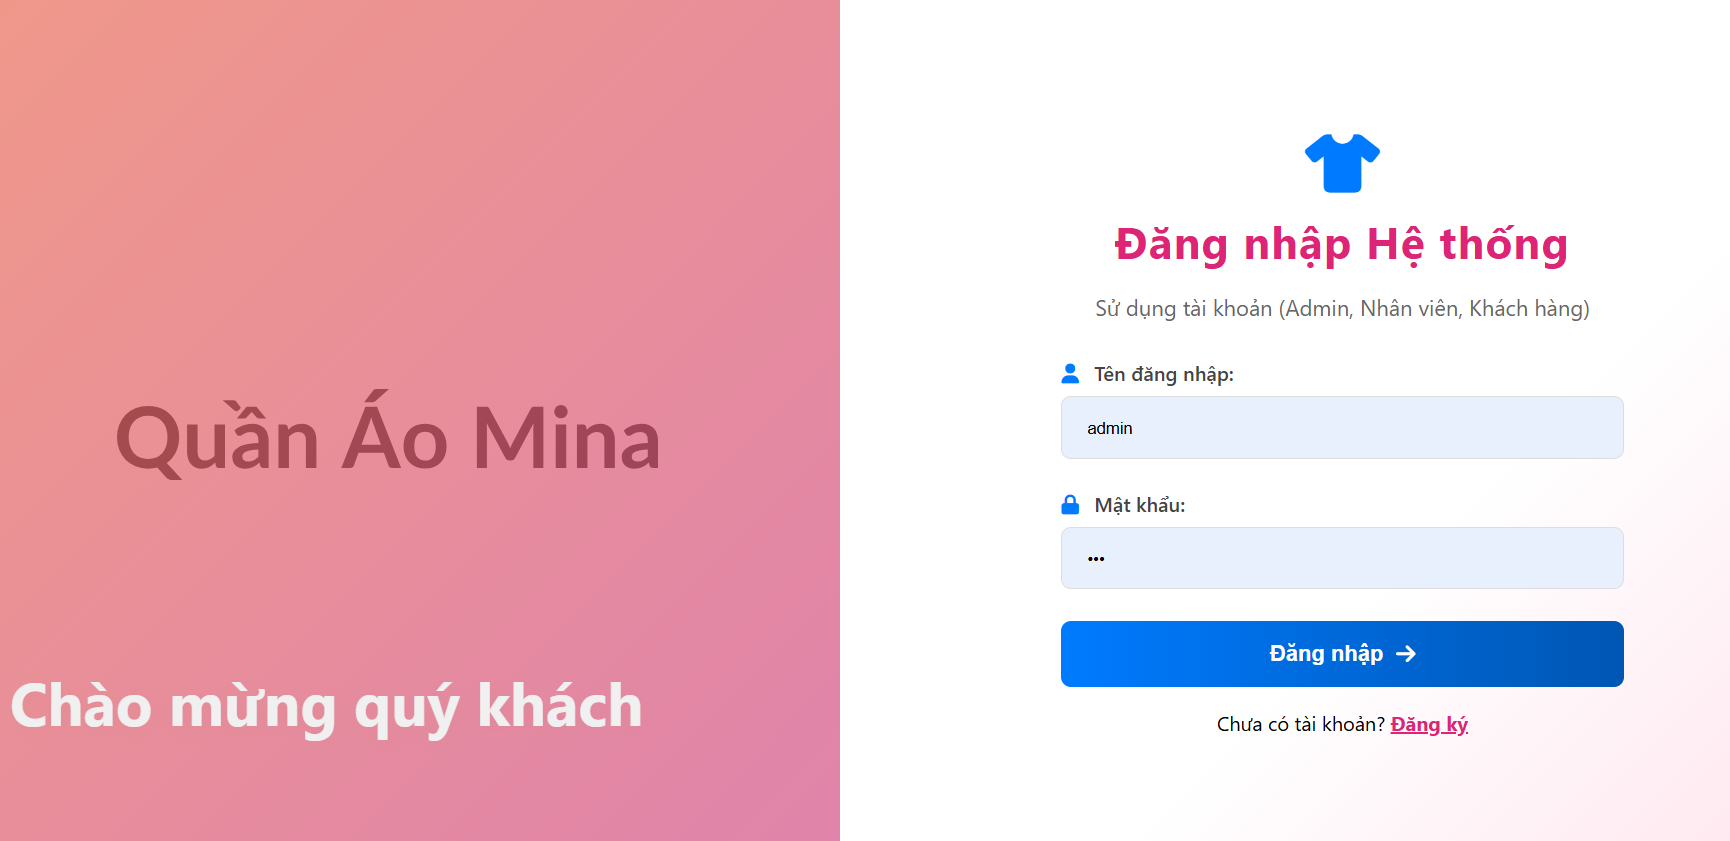 Quần Áo Mina
Chào mừng quý khách
Đăng nhập Hệ thống
Sử dụng tài khoản (Admin, Nhân viên, Khách hàng)
Tên đăng nhập:
admin
Mật khẩu:
•••
Đăng nhập →
Chưa có tài khoản? Đăng ký